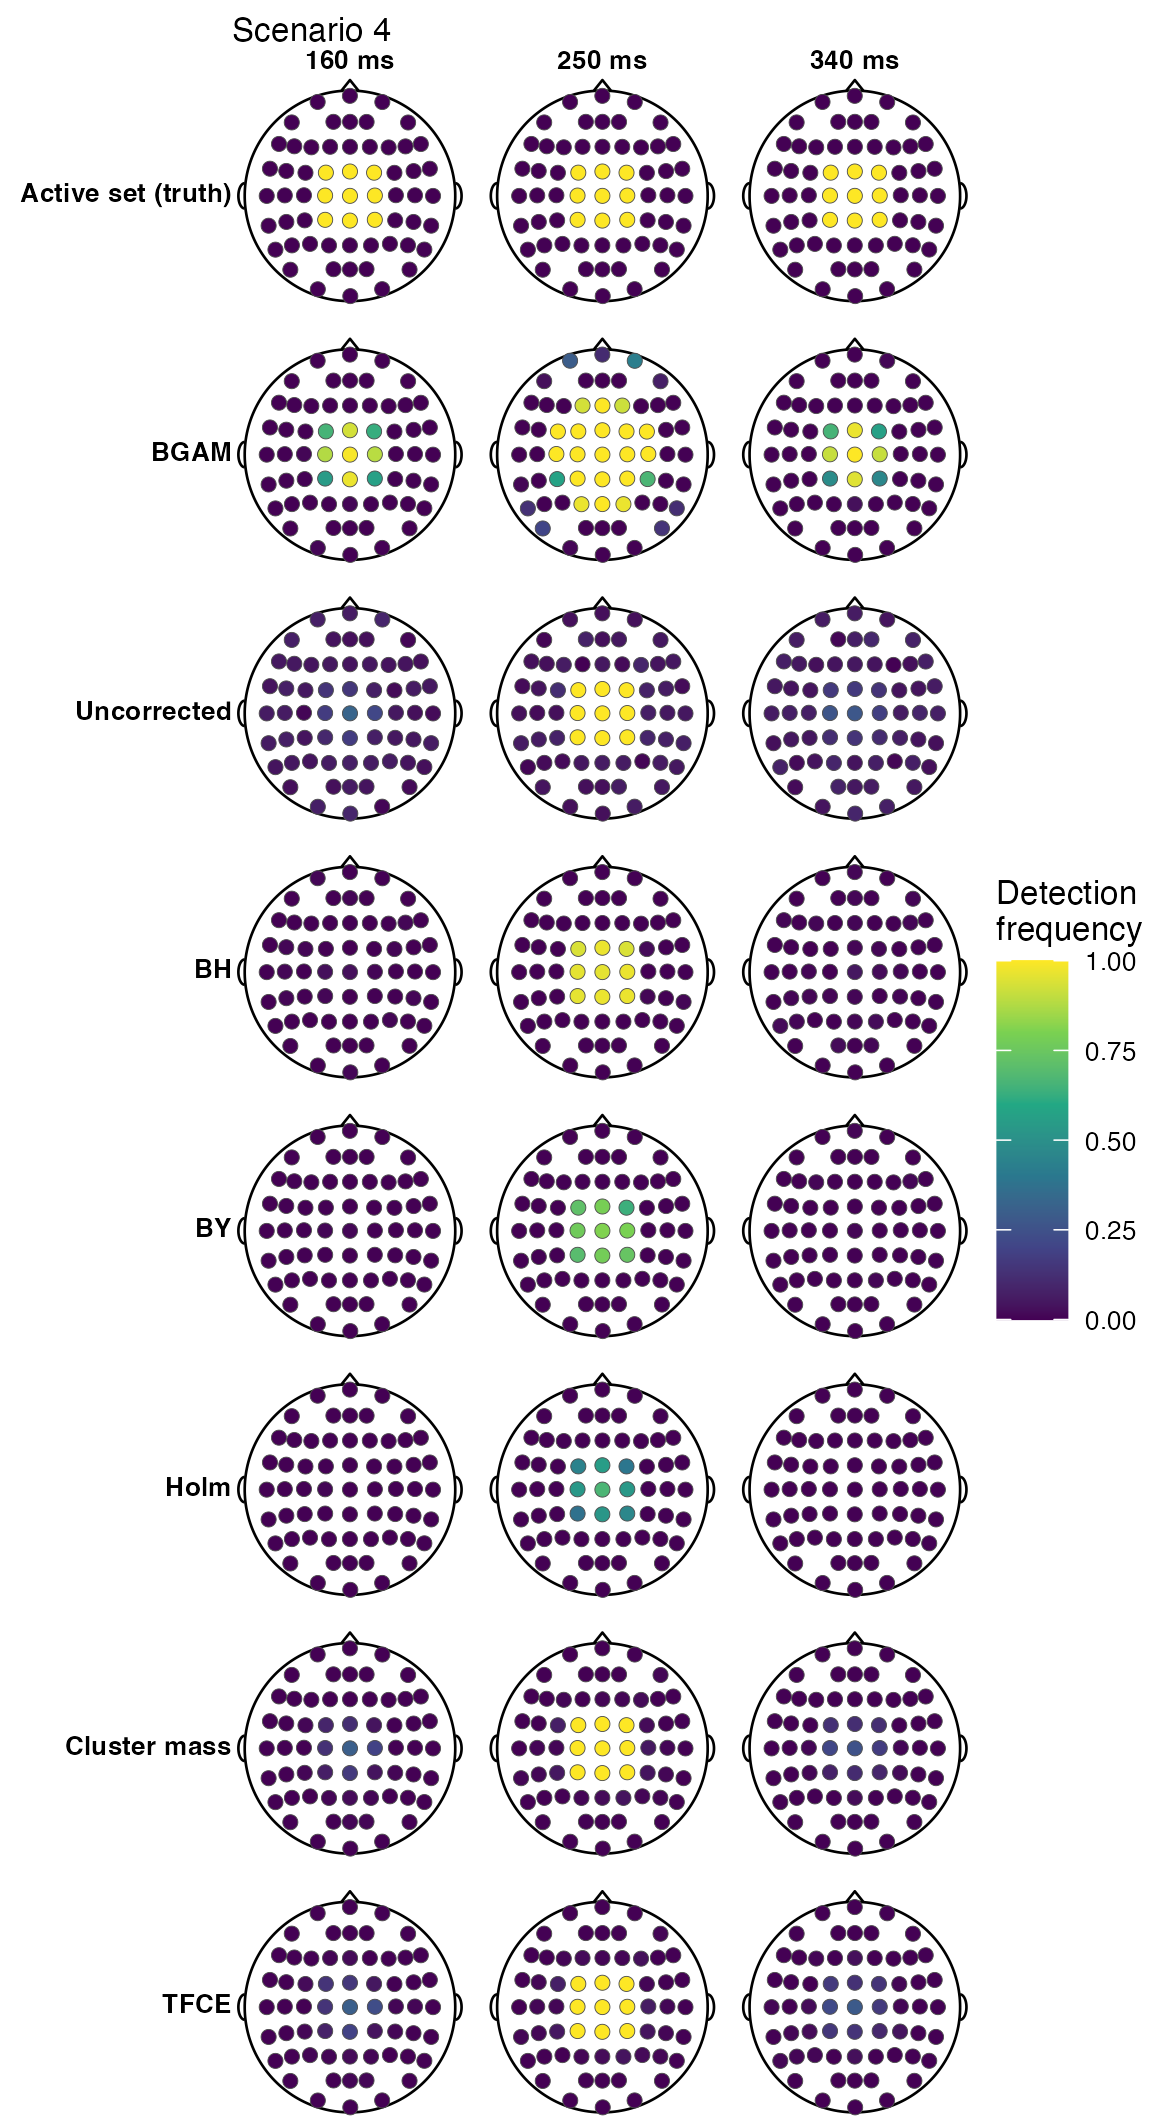 Scenario 4
160 ms
250 ms
340 ms
Active set (truth)
BGAM
Uncorrected
BH
BY
Holm
Cluster mass
TFCE
Detection
frequency
1.00
0.75
0.50
0.25
0.00